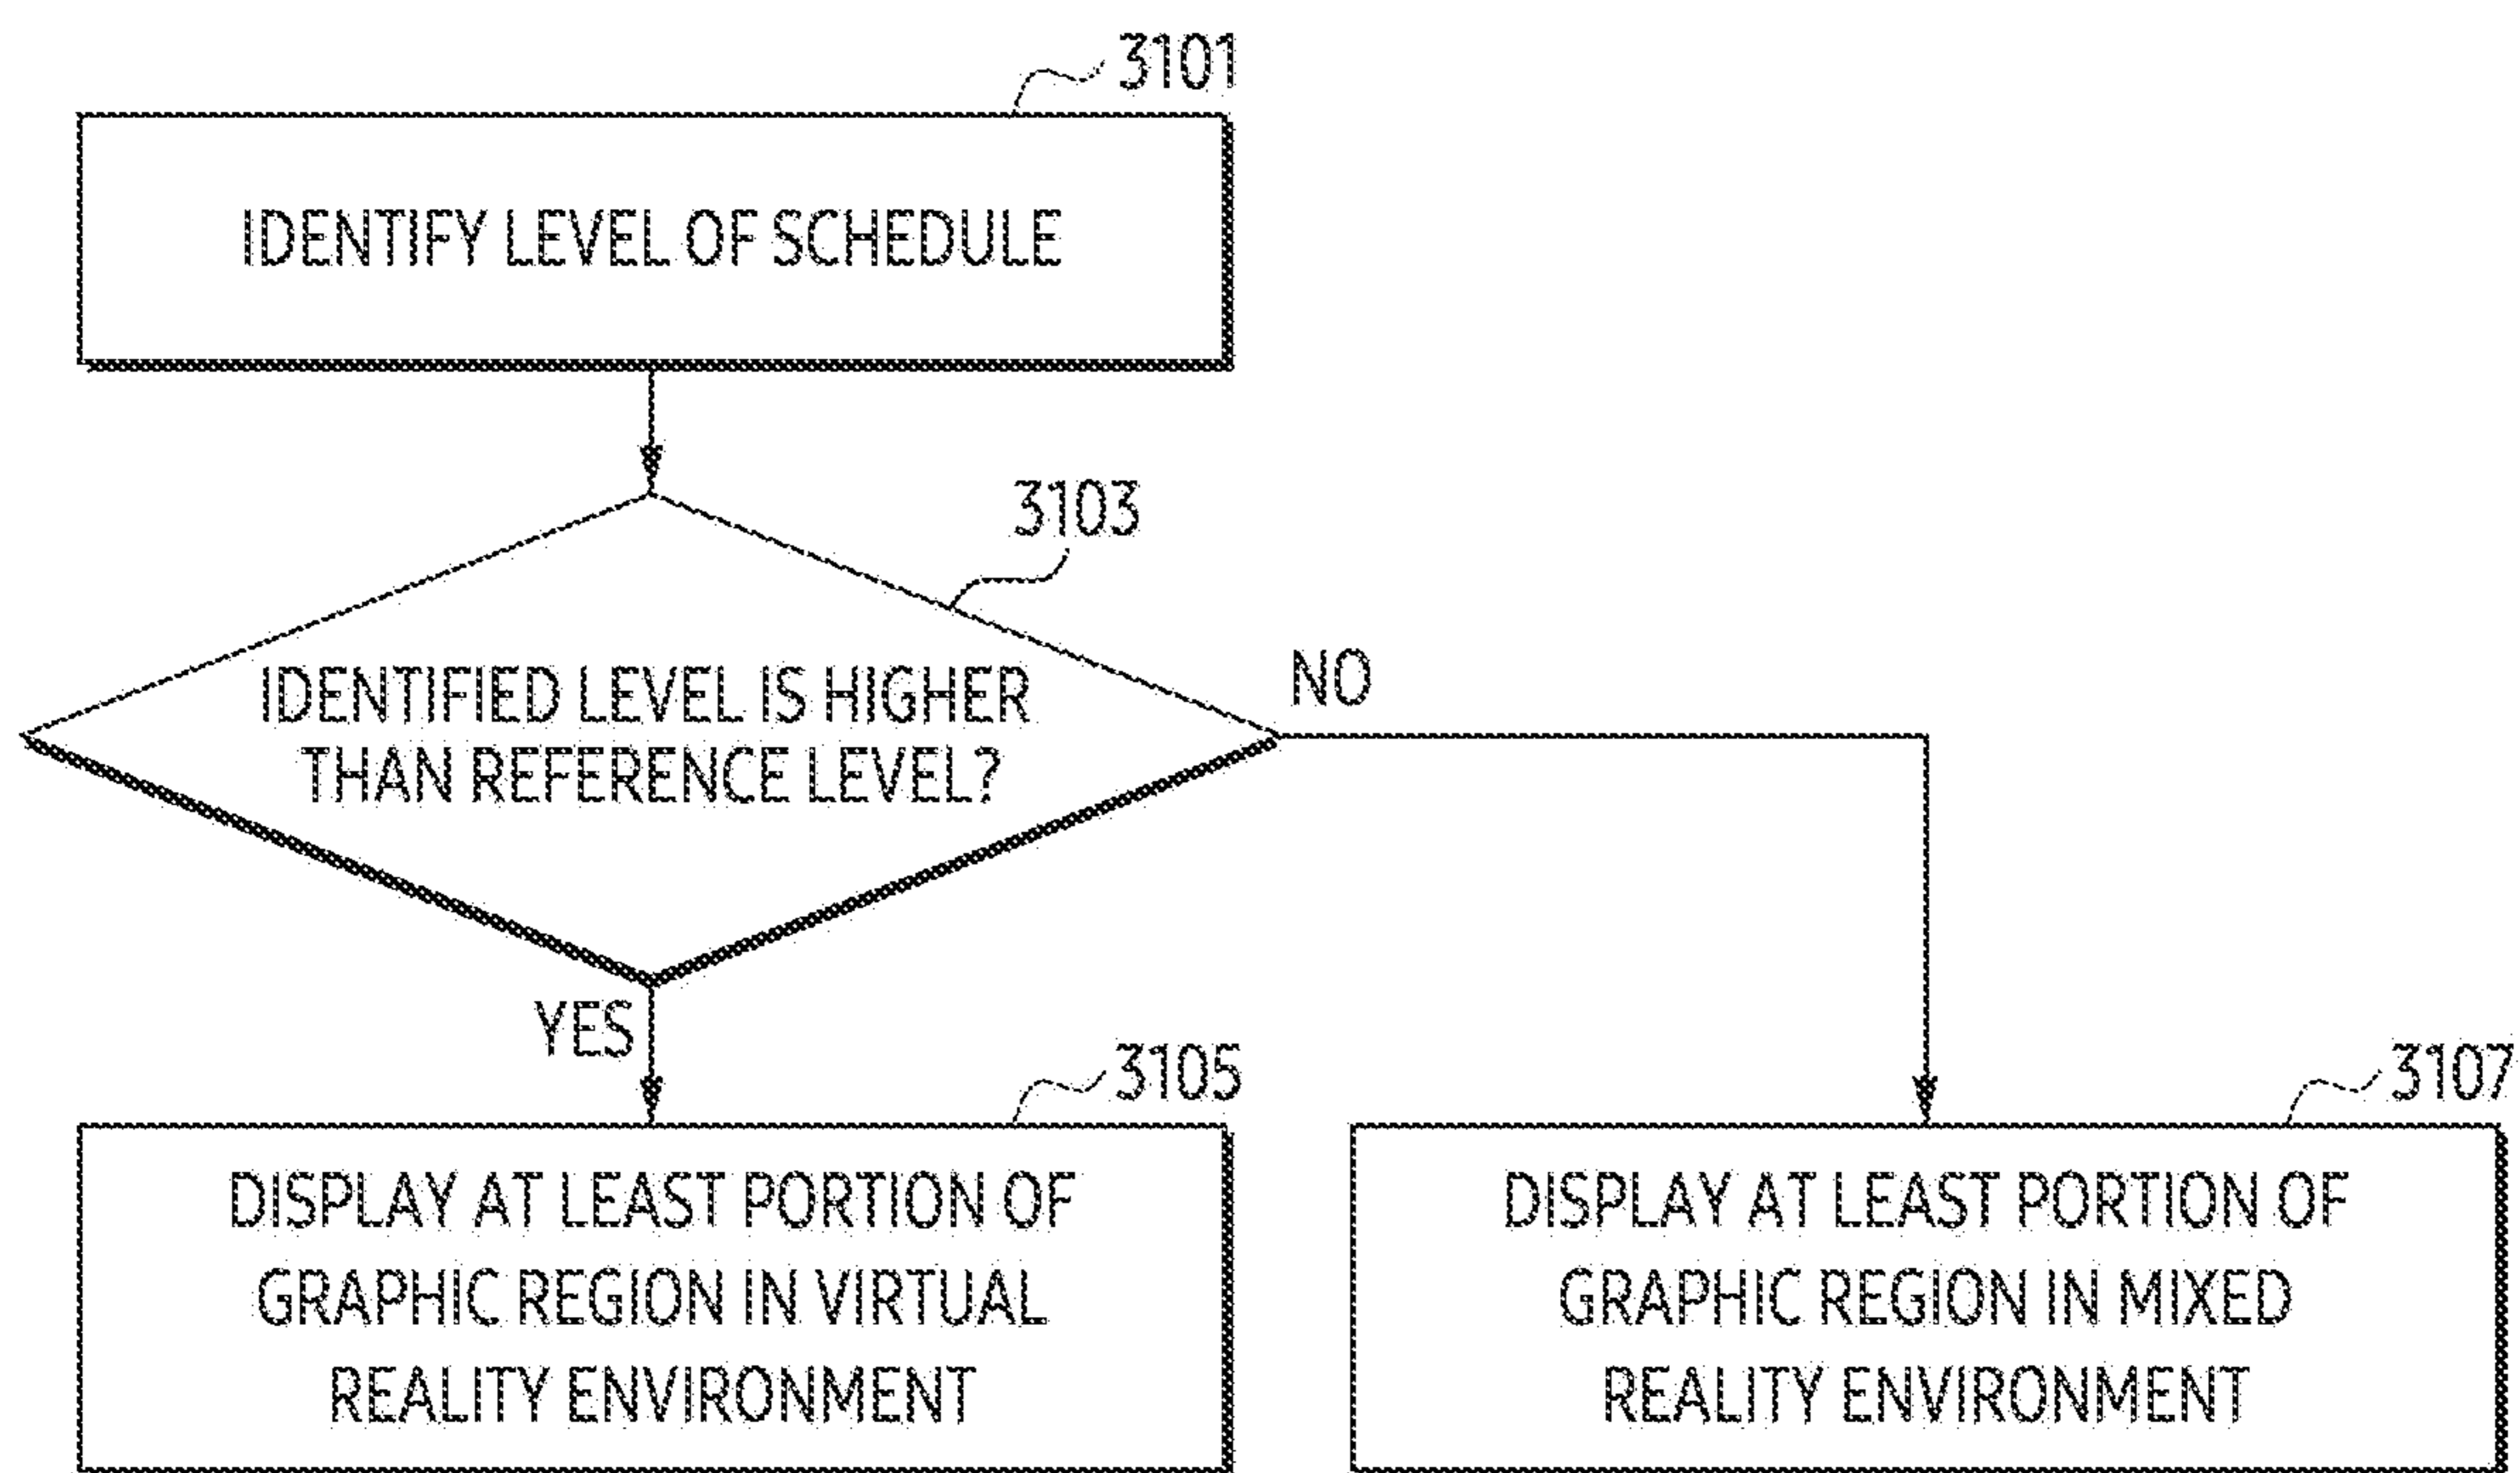 3101
IDENTIFY LEVEL OF SCHEDULE
3103
IDENTIFIED LEVEL IS HIGHER
THAN REFERENCE LEVEL?
NO
YES
3105
DISPLAY AT LEAST PORTION OF
GRAPHIC REGION IN VIRTUAL
REALITY ENVIRONMENT
3107
DISPLAY AT LEAST PORTION OF
GRAPHIC REGION IN MIXED
REALITY ENVIRONMENT